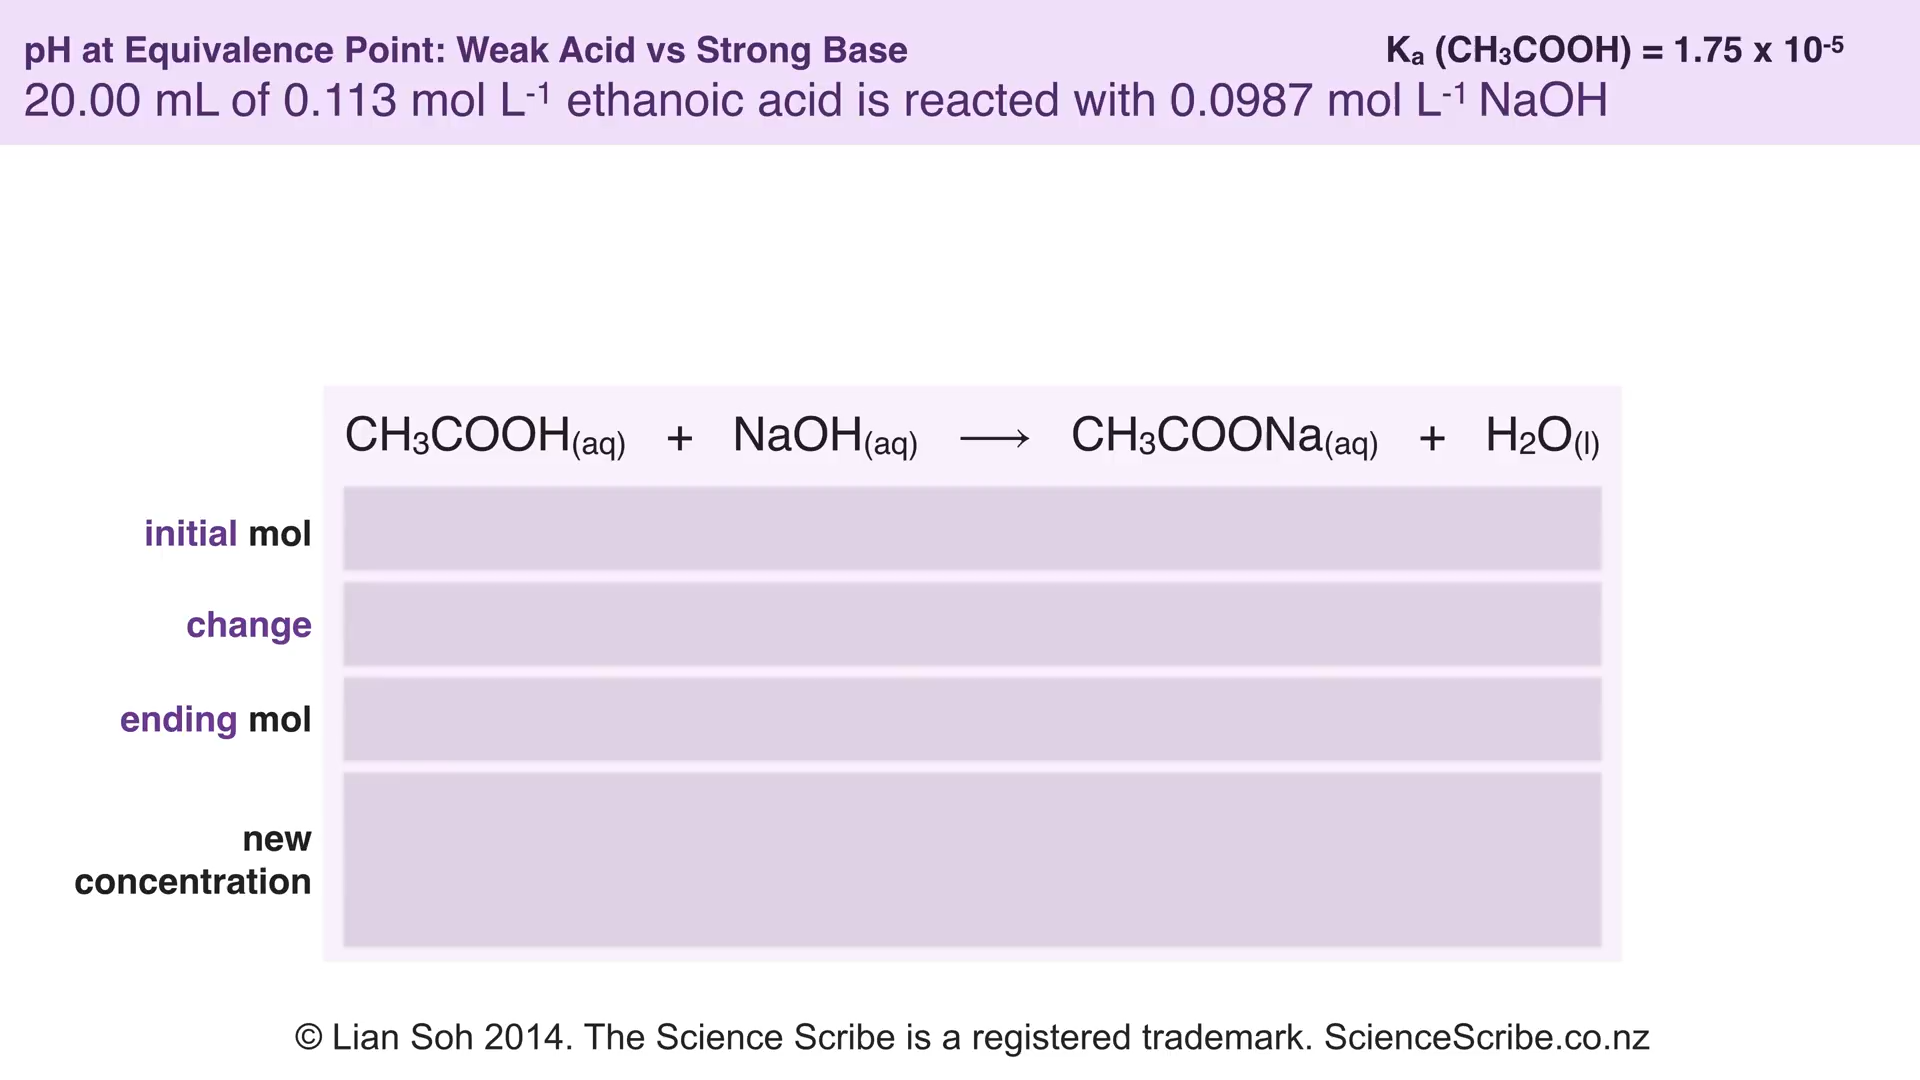 pH at Equivalence Point: Weak Acid vs Strong Base
Kₐ (CH₃COOH) = 1.75 x 10⁻⁵
20.00 mL of 0.113 mol L⁻¹ ethanoic acid is reacted with 0.0987 mol L⁻¹ NaOH
CH₃COOH(aq) + NaOH(aq) ⟶ CH₃COONa(aq) + H₂O(l)
initial mol
change
ending mol
new
concentration
© Lian Soh 2014. The Science Scribe is a registered trademark. ScienceScribe.co.nz